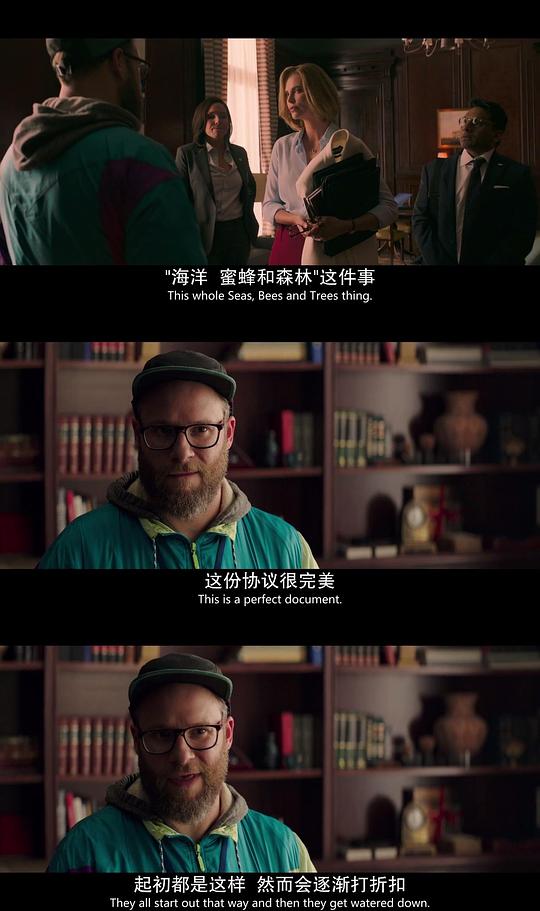 "海洋 蜜蜂和森林"这件事
This whole Seas, Bees and Trees thing.
这份协议很完美
This is a perfect document.
起初都是这样 然而会逐渐打折扣
They all start out that way and then they get watered down.